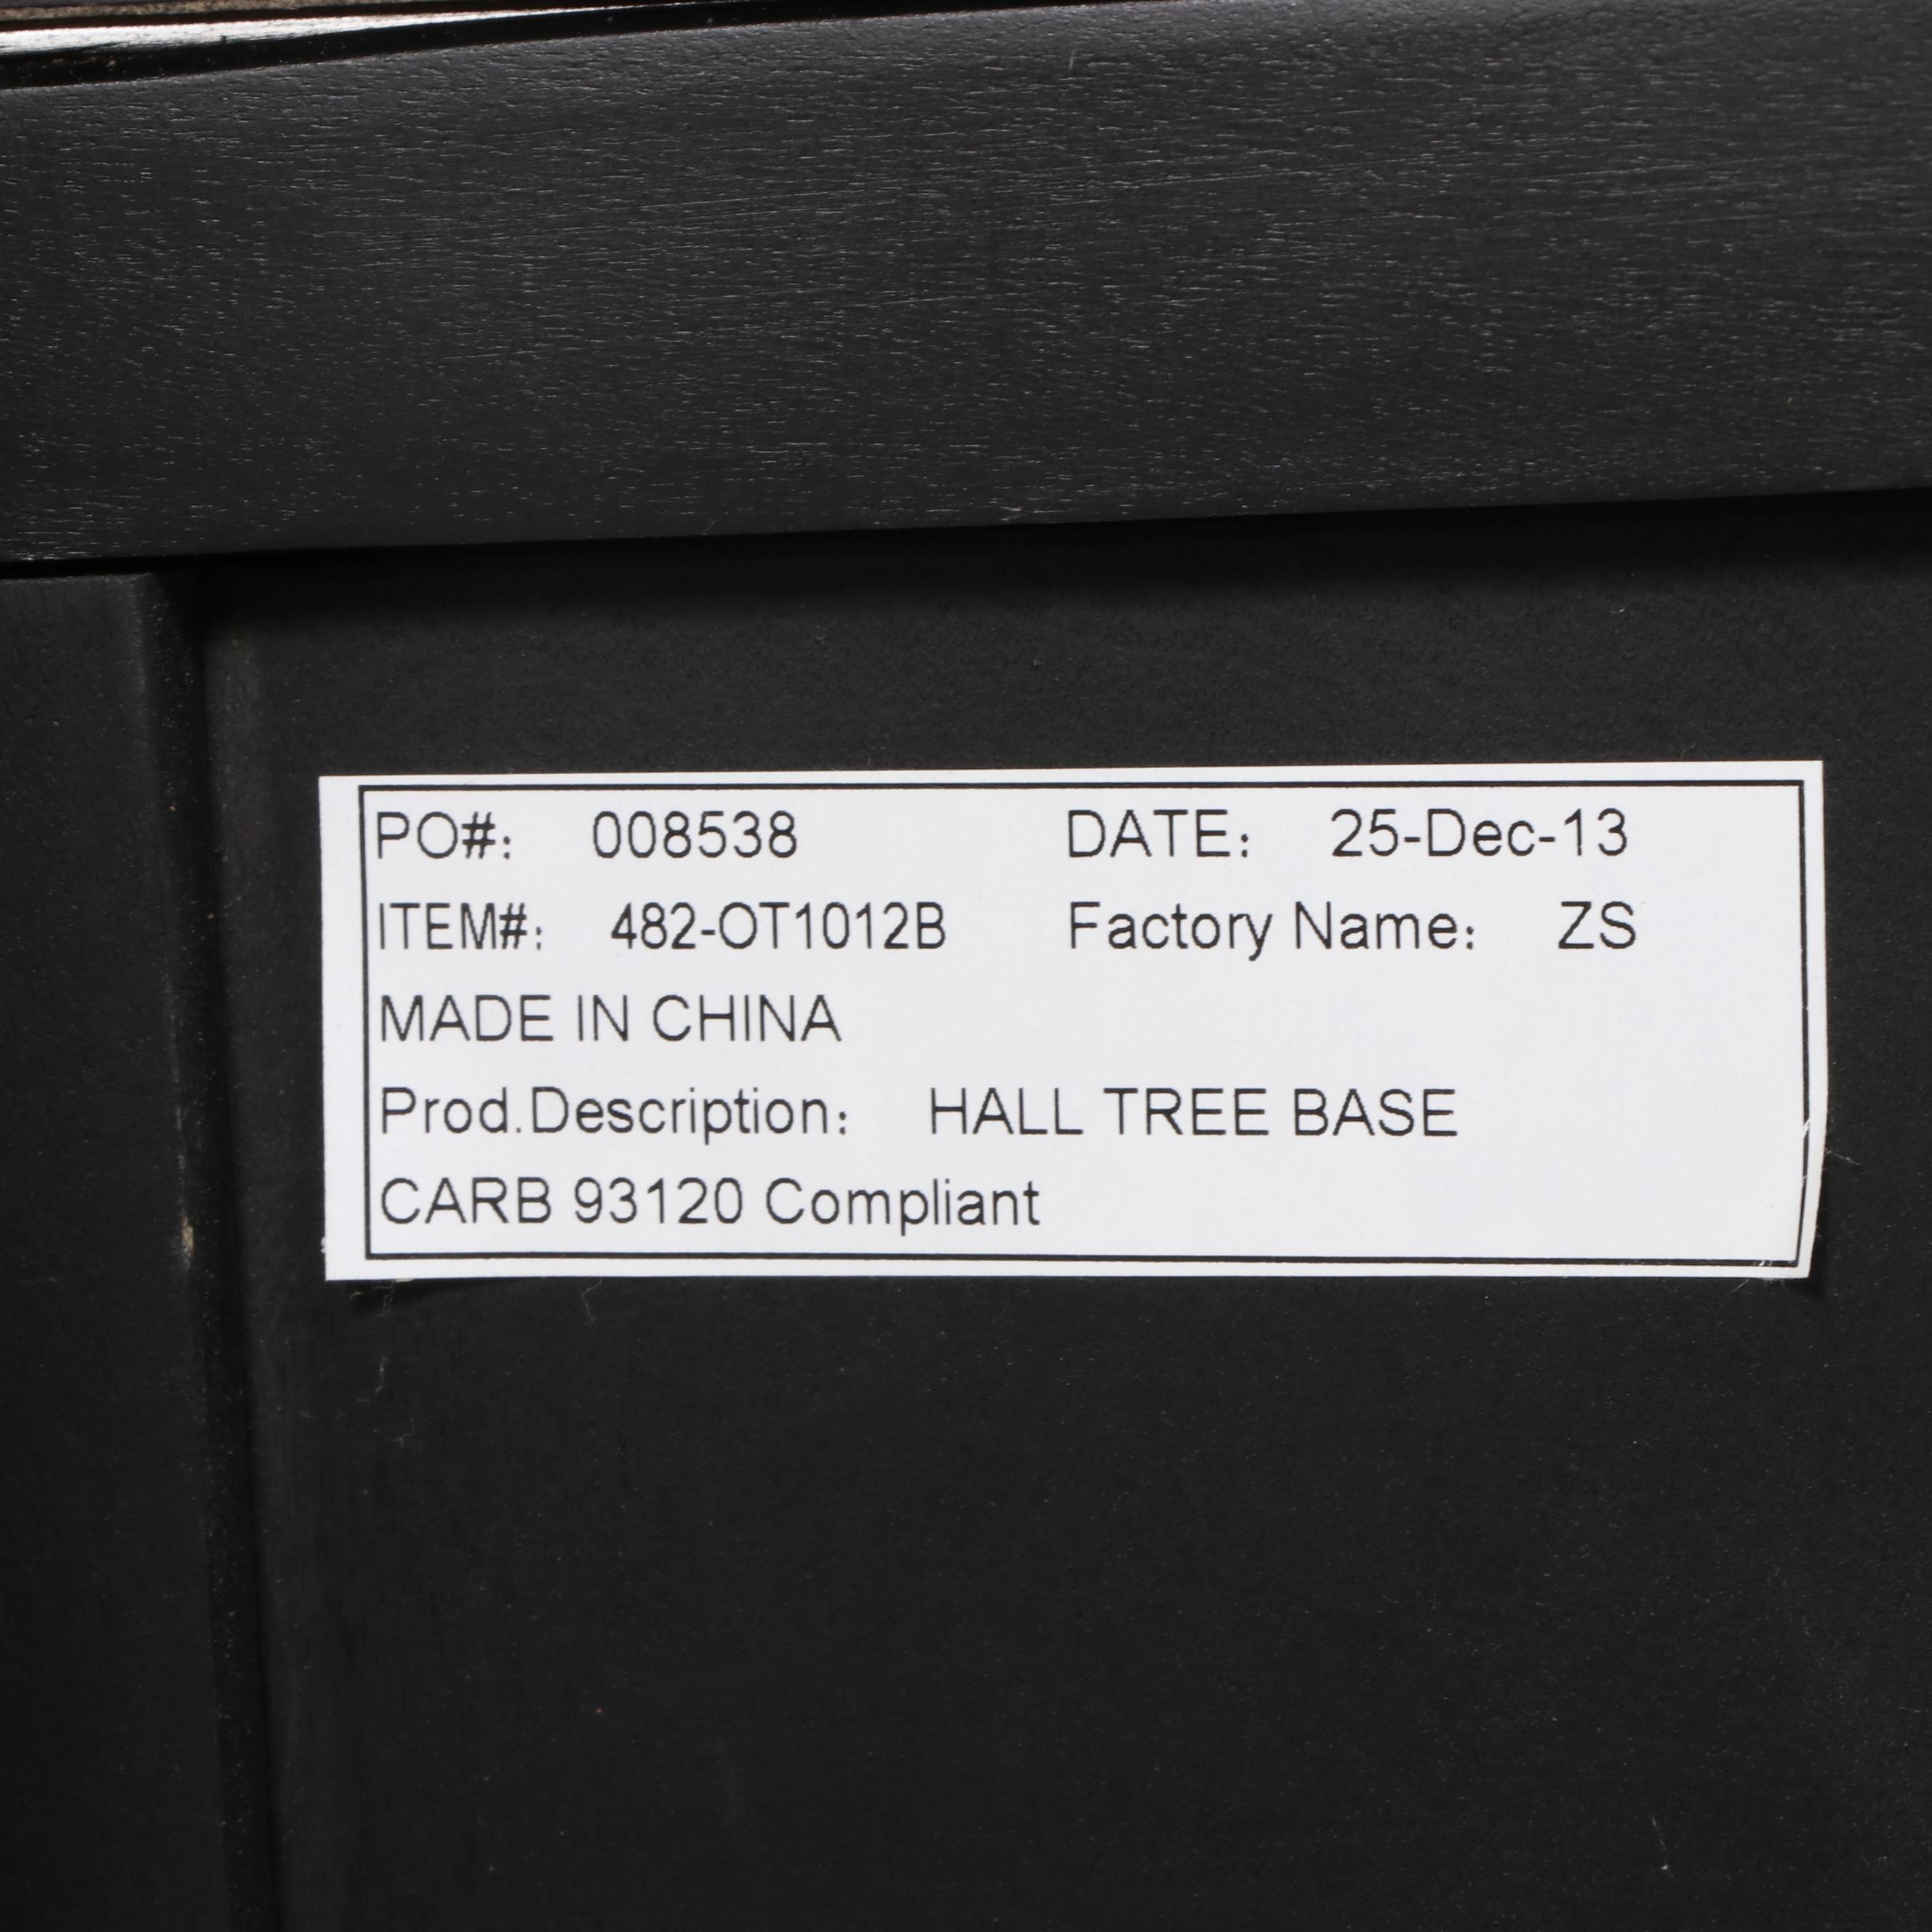 PO#: 008538 DATE: 25-Dec-13
ITEM#: 482-OT1012B Factory Name: ZS
MADE IN CHINA
Prod.Description: HALL TREE BASE
CARB 93120 Compliant